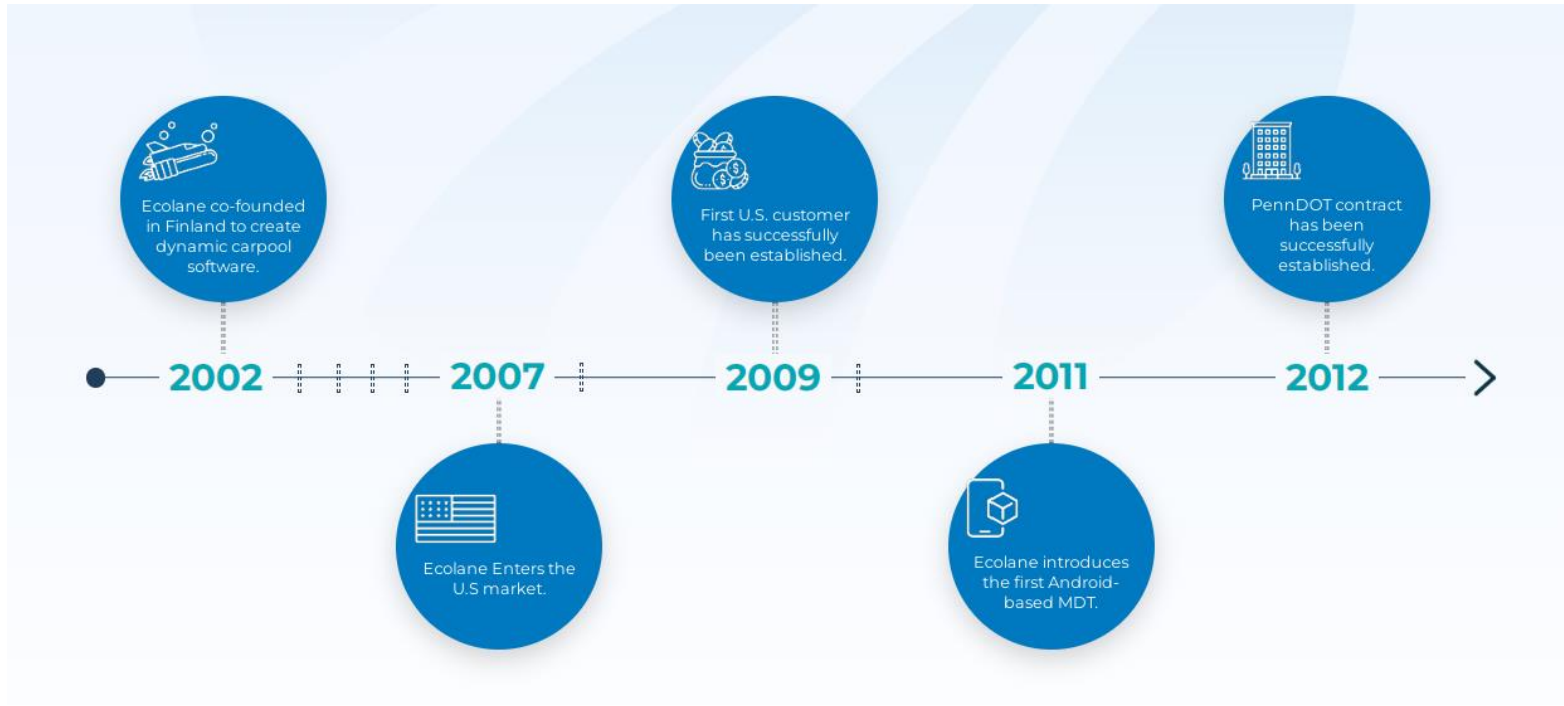 Ecolane co-founded
in Finland to create
dynamic carpool
software.
First U.S. customer
has successfully
been established.
PennDOT contract
has been
successfully
established.
2002
2007
2009
2011
2012
Ecolane Enters the
U.S market.
Ecolane introduces
the first Android-
based MDT.